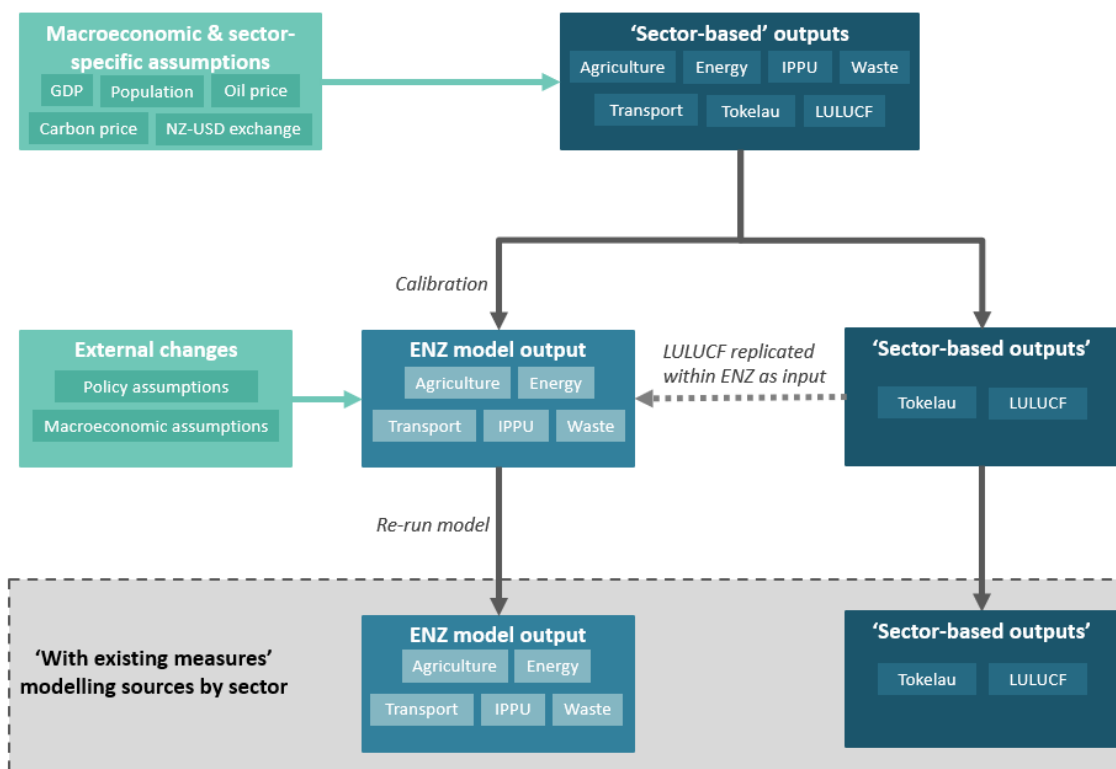 Macroeconomic & sector-
specific assumptions
GDP
Population
Oil price
Carbon price
NZ-USD exchange
‘Sector-based’ outputs
Agriculture
Energy
IPPU
Waste
Transport
Tokelau
LULUCF
Calibration
External changes
Policy assumptions
Macroeconomic assumptions
ENZ model output
Agriculture
Energy
Transport
IPPU
Waste
LULUCF replicated
within ENZ as input
‘Sector-based outputs’
Tokelau
LULUCF
Re-run model
‘With existing measures’
modelling sources by sector
ENZ model output
Agriculture
Energy
Transport
IPPU
Waste
‘Sector-based outputs’
Tokelau
LULUCF